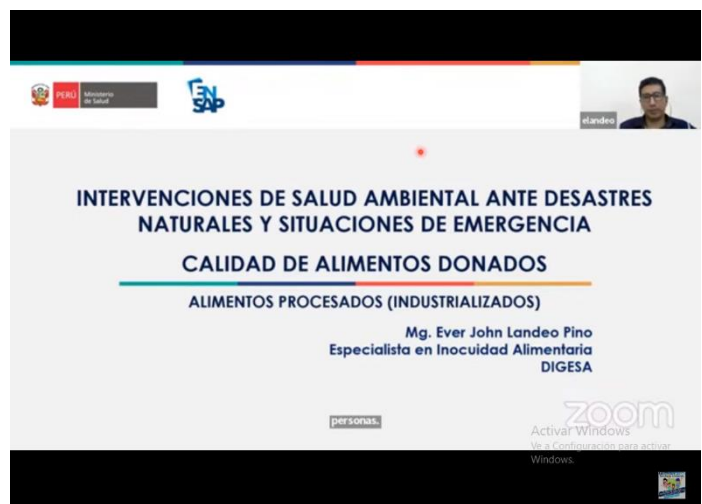 PERÚ
Ministerio
de Salud
EN
SAP
elandeo
INTERVENCIONES DE SALUD AMBIENTAL ANTE DESASTRES
NATURALES Y SITUACIONES DE EMERGENCIA
CALIDAD DE ALIMENTOS DONADOS
ALIMENTOS PROCESADOS (INDUSTRIALIZADOS)
Mg. Ever John Landeo Pino
Especialista en Inocuidad Alimentaria
DIGESA
personas.
zoom
Activar Windows
Ve a Configuración para activar
Windows.